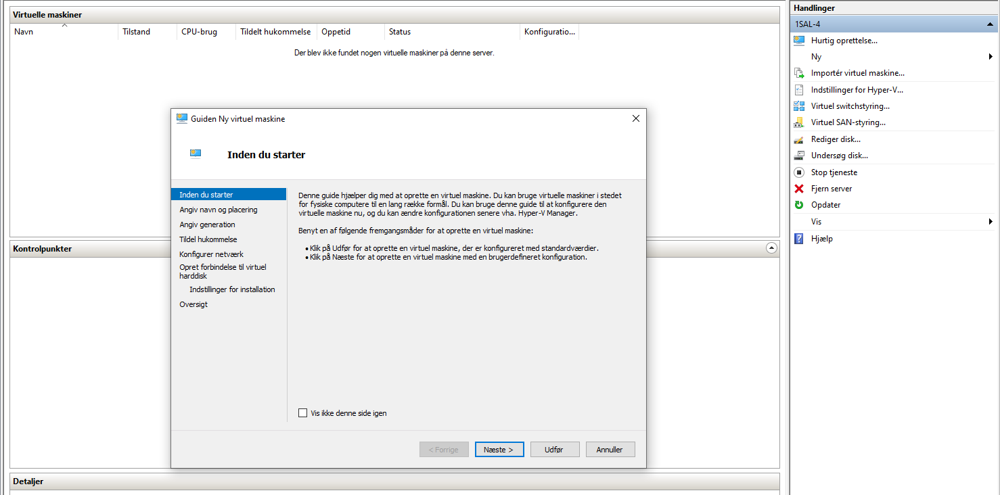 Virtuelle maskiner
Navn Tilstand CPU-brug Tildelt hukommelse Oppetid Status Konfiguratio...
Der blev ikke fundet nogen virtuelle maskiner på denne server.
Guiden Ny virtuel maskine
Inden du starter
Inden du starter
Angiv navn og placering
Angiv generation
Tildel hukommelse
Konfigurer netværk
Opret forbindelse til virtuel
harddisk
Indstillinger for installation
Oversigt
Denne guide hjælper dig med at oprette en virtuel maskine. Du kan bruge virtuelle maskiner i stedet
for fysiske computere til en lang række formål. Du kan bruge denne guide til at konfigurere den
virtuelle maskine nu, og du kan ændre konfigurationen senere vha. Hyper-V Manager.
Benyt en af følgende fremgangsmåder for at oprette en virtuel maskine:
• Klik på Udfør for at oprette en virtuel maskine, der er konfigureret med standardværdier.
• Klik på Næste for at oprette en virtuel maskine med en brugerdefineret konfiguration.
Vis ikke denne side igen
< Forrige Næste > Udfør Annuller
Kontrolpunkter
Detaljer
Handlinger
1SAL-4
Hurtig oprettelse...
Ny
Importér virtuel maskine...
Indstillinger for Hyper-V...
Virtuel switchstyring...
Virtuel SAN-styring...
Rediger disk...
Undersøg disk...
Stop tjeneste
Fjern server
Opdater
Vis
Hjælp